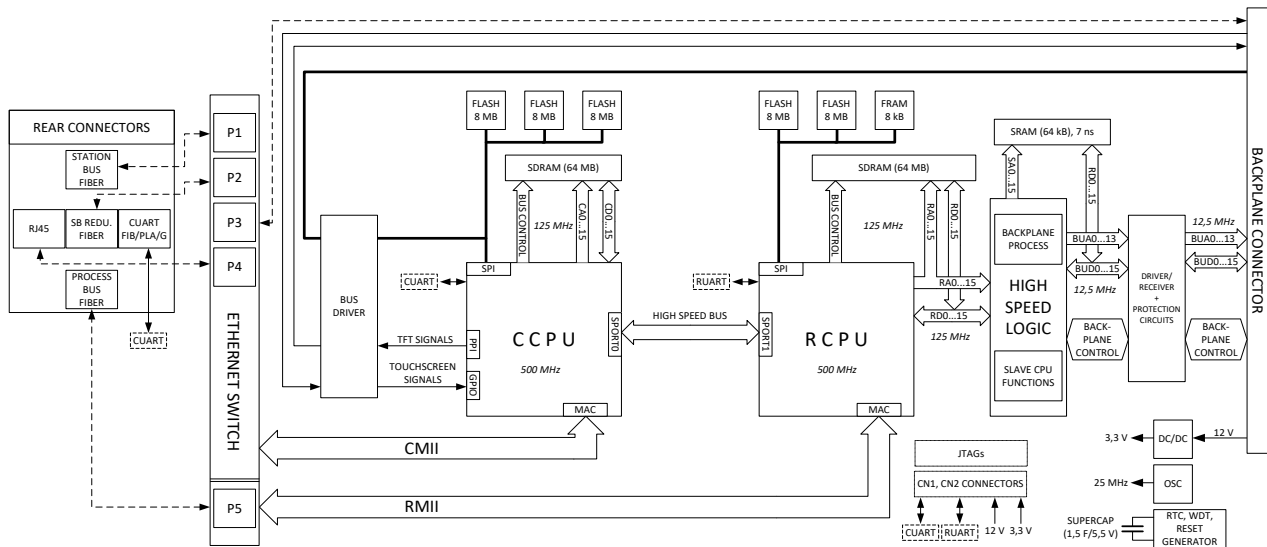 REAR CONNECTORS
STATION
BUS
FIBER
RJ45
SB REDU.
FIBER
CUART
FIB/PLA/G
PROCESS
BUS FIBER
CUART
P1
P2
P3
P4
ETHERNET SWITCH
P5
BUS
DRIVER
TFT SIGNALS
TOUCHSCREEN
SIGNALS
FLASH
8 MB
FLASH
8 MB
FLASH
8 MB
SDRAM (64 MB)
BUS CONTROL
125 MHz
CA0...15
CD0...15
CUART
SPI
PPI
GPIO
CCPU
500 MHz
SPORT0
MAC
HIGH SPEED BUS
CMII
RMII
FLASH
8 MB
FLASH
8 MB
FRAM
8 kB
SDRAM (64 MB)
BUS CONTROL
125 MHz
RA0...15
RD0...15
RUART
SPI
SPORT1
RCPU
500 MHz
MAC
RA0...15
RD0...15
125 MHz
SRAM (64 kB), 7 ns
SA0...15
RD0...15
BACKPLANE
PROCESS
HIGH
SPEED
LOGIC
SLAVE CPU
FUNCTIONS
BUA0...13
BUD0...15
12,5 MHz
BACK-
PLANE
CONTROL
DRIVER/
RECEIVER
+
PROTECTION
CIRCUITS
12,5 MHz
BUA0...13
BUD0...15
BACK-
PLANE
CONTROL
BACKPLANE CONNECTOR
JTAGs
CN1, CN2 CONNECTORS
CUART
RUART
12 V
3,3 V
3,3 V
DC/DC
12 V
25 MHz
OSC
SUPERCAP
(1,5 F/5,5 V)
RTC, WDT,
RESET
GENERATOR